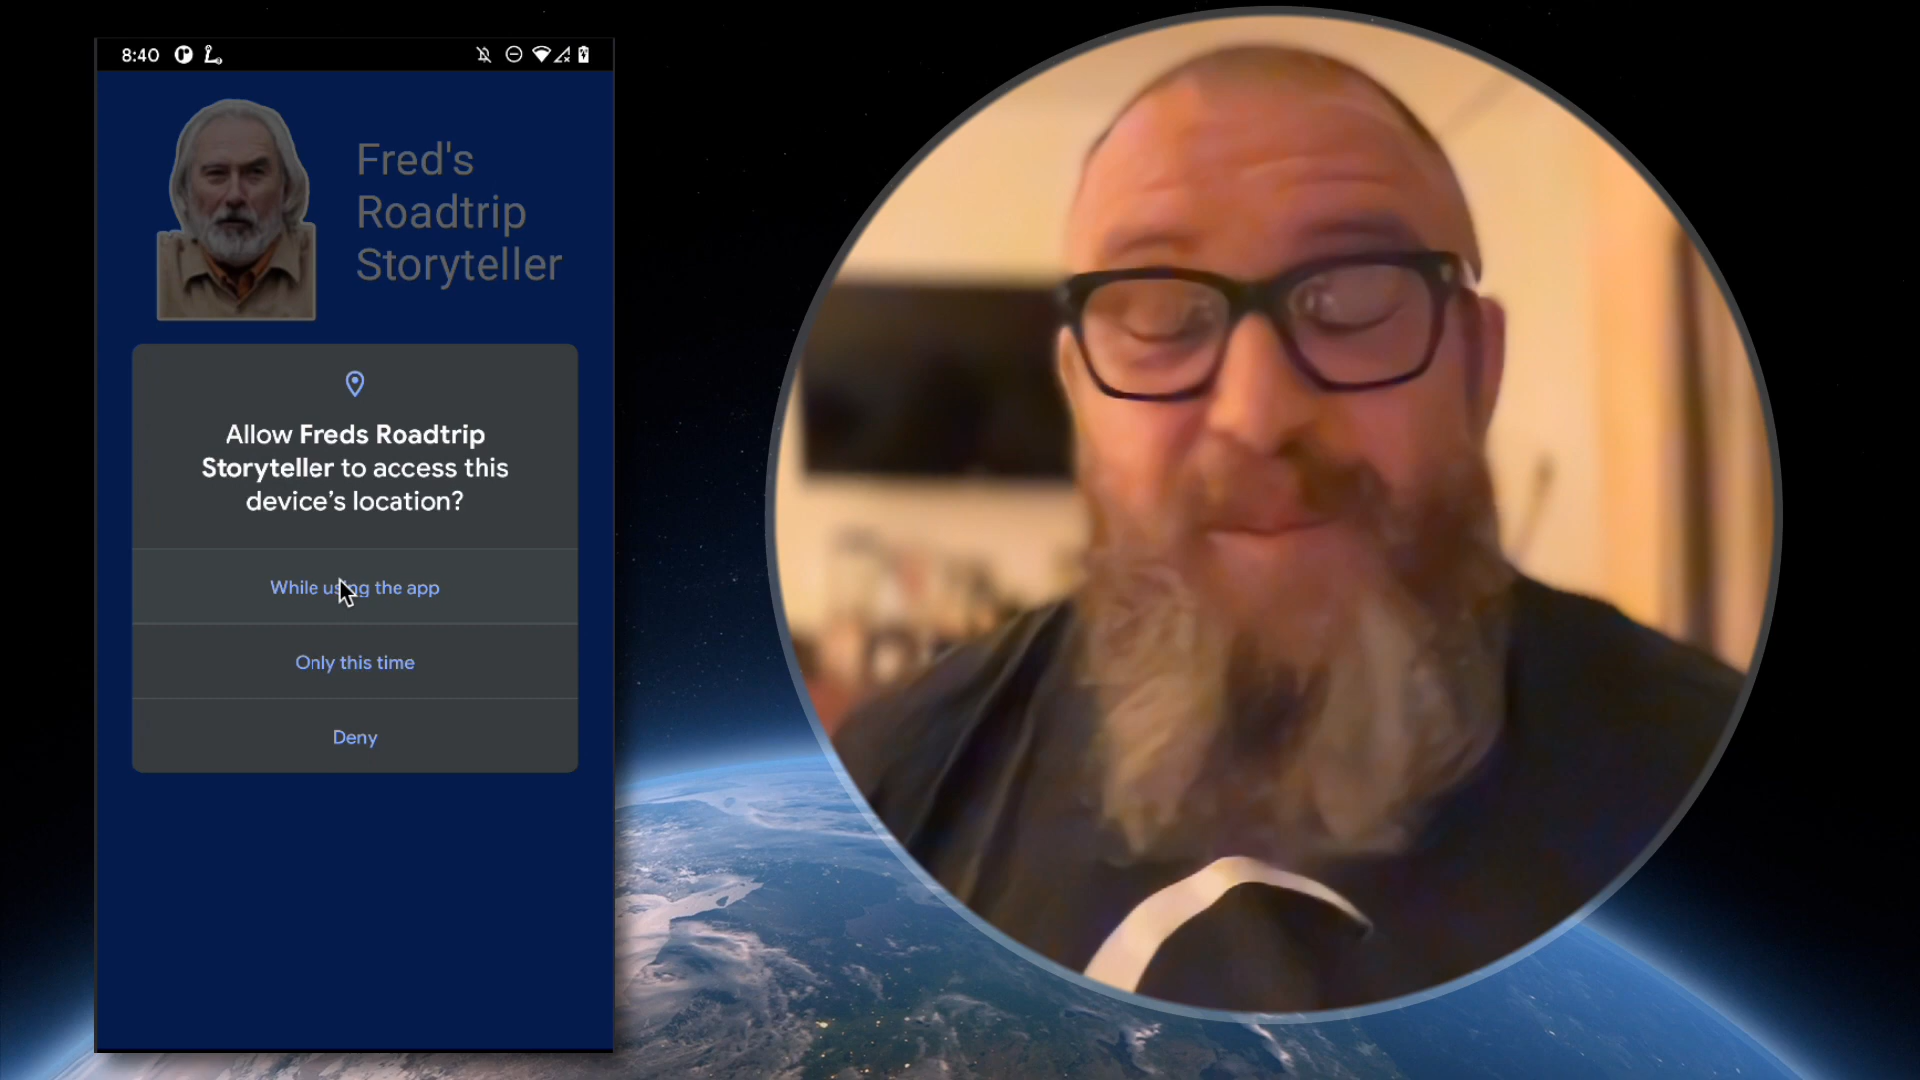 8:40
Fred's
Roadtrip
Storyteller
Allow Freds Roadtrip
Storyteller to access this
device's location?
While using the app
Only this time
Deny